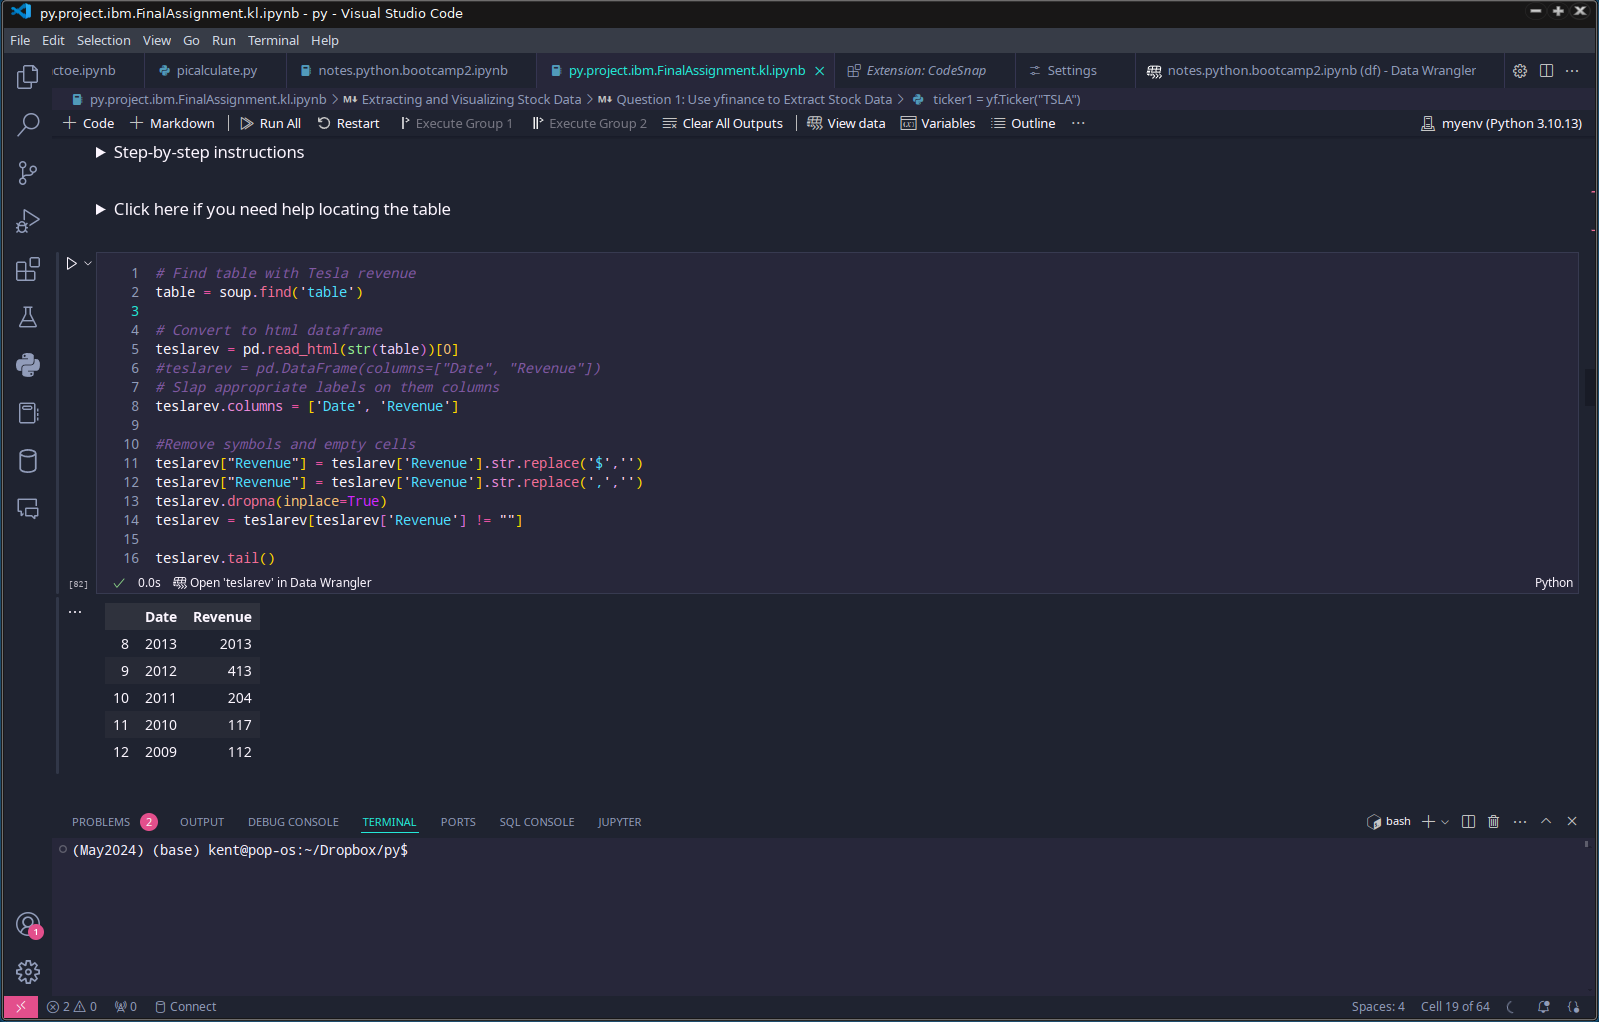 py.project.ibm.FinalAssignment.kl.ipynb - py - Visual Studio Code
File Edit Selection View Go Run Terminal Help
ctoe.ipynb picalculate.py notes.python.bootcamp2.ipynb py.project.ibm.FinalAssignment.kl.ipynb Extension: CodeSnap Settings notes.python.bootcamp2.ipynb (df) - Data Wrangler
py.project.ibm.FinalAssignment.kl.ipynb > M↓ Extracting and Visualizing Stock Data > M↓ Question 1: Use yfinance to Extract Stock Data > ticker1 = yf.Ticker("TSLA")
Code Markdown Run All Restart Execute Group 1 Execute Group 2 Clear All Outputs View data Variables Outline ··· myenv (Python 3.10.13)
Step-by-step instructions
Click here if you need help locating the table
1 # Find table with Tesla revenue
2 table = soup.find('table')
3
4 # Convert to html dataframe
5 teslarev = pd.read_html(str(table))[0]
6 #teslarev = pd.DataFrame(columns=["Date", "Revenue"])
7 # Slap appropriate labels on them columns
8 teslarev.columns = ['Date', 'Revenue']
9
10 #Remove symbols and empty cells
11 teslarev["Revenue"] = teslarev['Revenue'].str.replace('$','')
12 teslarev["Revenue"] = teslarev['Revenue'].str.replace(',','')
13 teslarev.dropna(inplace=True)
14 teslarev = teslarev[teslarev['Revenue'] != ""]
15
16 teslarev.tail()
[82] 0.0s Open 'teslarev' in Data Wrangler Python
Date Revenue
8 2013 2013
9 2012 413
10 2011 204
11 2010 117
12 2009 112
PROBLEMS 2 OUTPUT DEBUG CONSOLE TERMINAL PORTS SQL CONSOLE JUPYTER bash
(May2024) (base) kent@pop-os:~/Dropbox/py$
1
2 0 0 Connect Spaces: 4 Cell 19 of 64